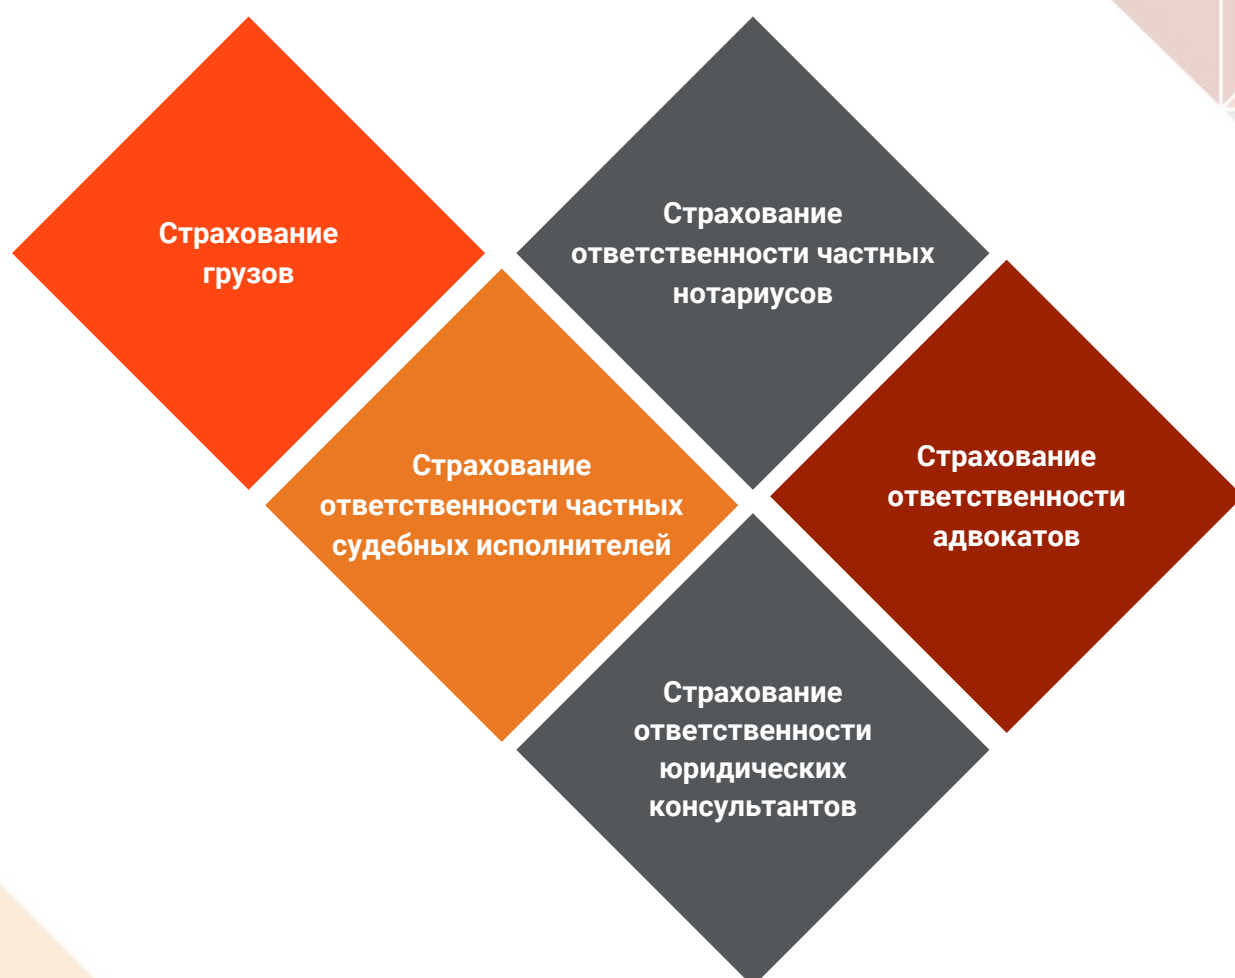 Страхование
грузов
Страхование
ответственности частных
нотариусов
Страхование
ответственности частных
судебных исполнителей
Страхование
ответственности
адвокатов
Страхование
ответственности
юридических
консультантов